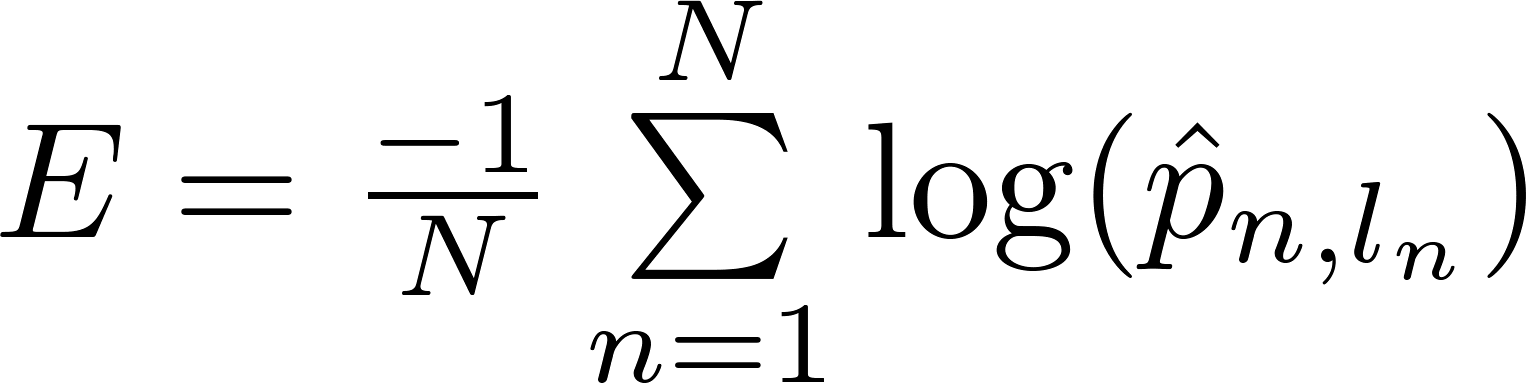 E = \frac{-1}{N} \sum_{n=1}^{N} \log(\hat{p}_{n,l_n})